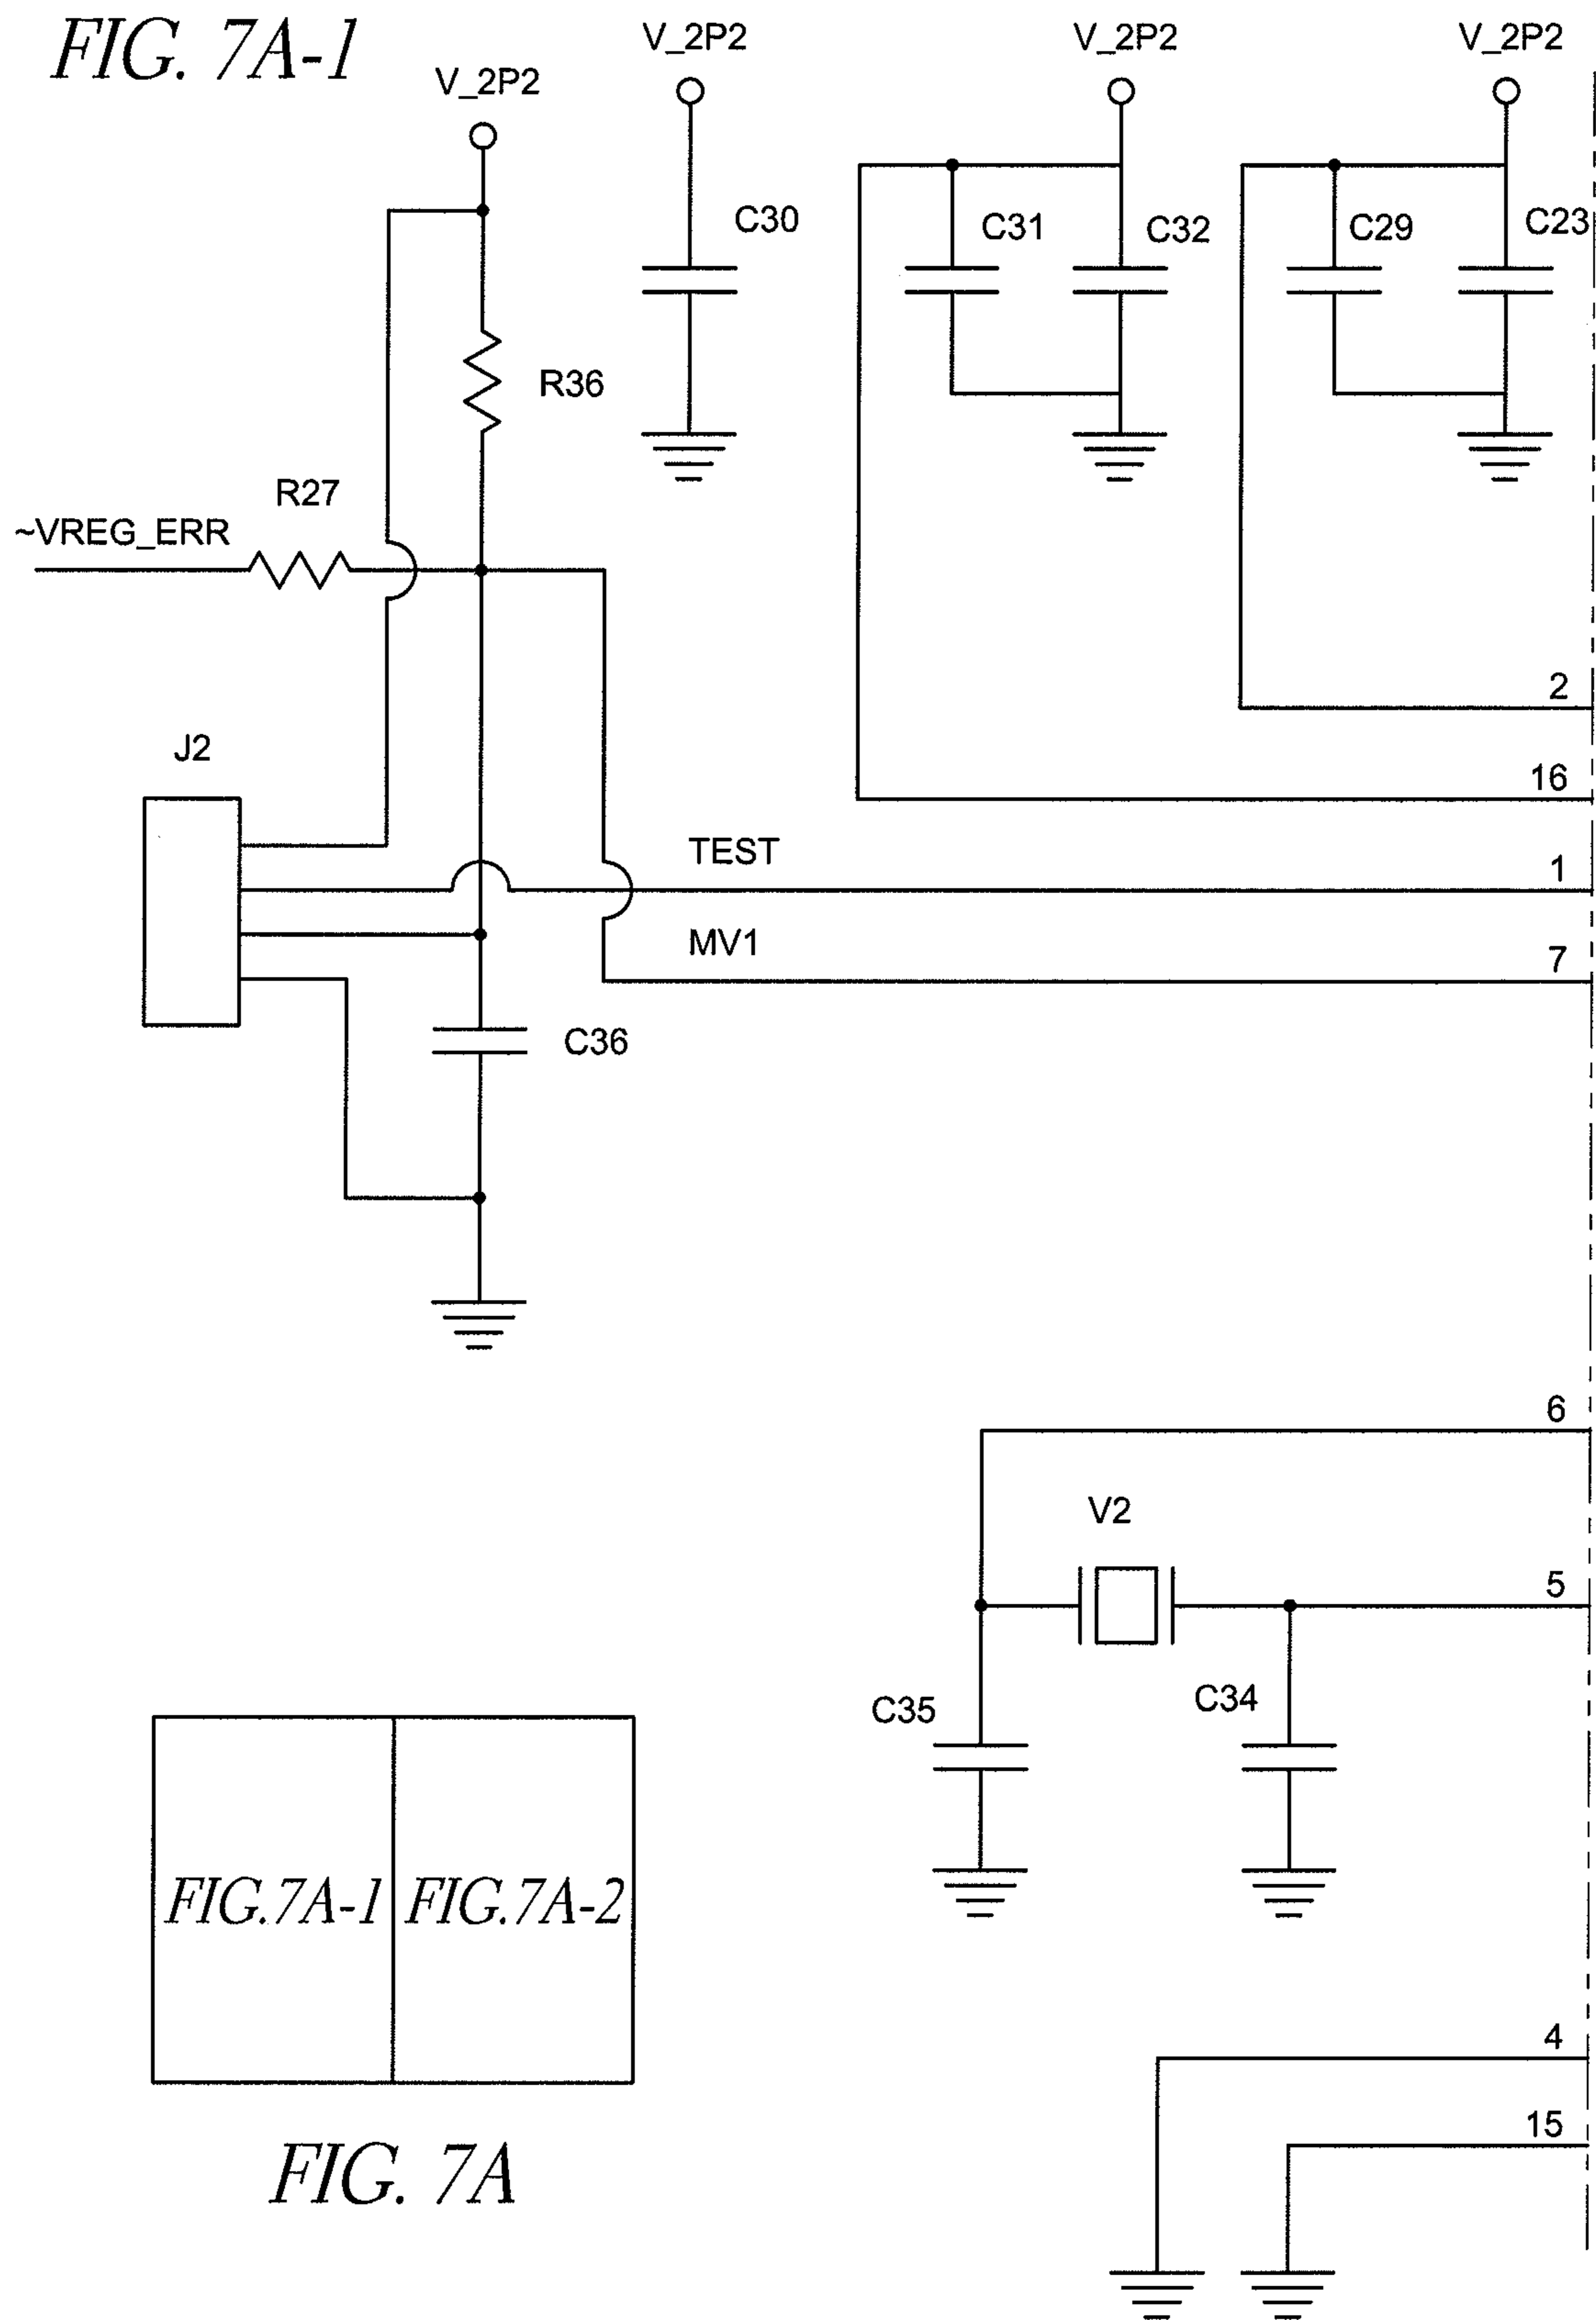 FIG. 7A-1
V_2P2
V_2P2
V_2P2
V_2P2
C30
C31
C32
C29
C23
R36
R27
~VREG_ERR
2
J2
16
TEST
1
MV1
7
C36
6
V2
5
C35
C34
FIG.7A-1
FIG.7A-2
4
15
FIG. 7A